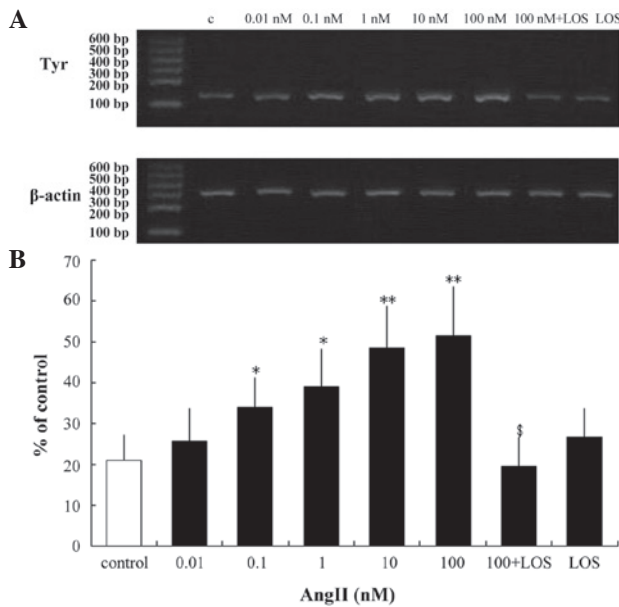 A
c 0.01 nM 0.1 nM 1 nM 10 nM 100 nM 100 nM+LOS LOS
Tyr
600 bp
500 bp
400 bp
300 bp
200 bp
100 bp
β-actin
600 bp
500 bp
400 bp
300 bp
200 bp
100 bp
B
% of control
70
60
50
40
30
20
10
0
* * ** ** $
control 0.01 0.1 1 10 100 100+LOS LOS
AngII (nM)